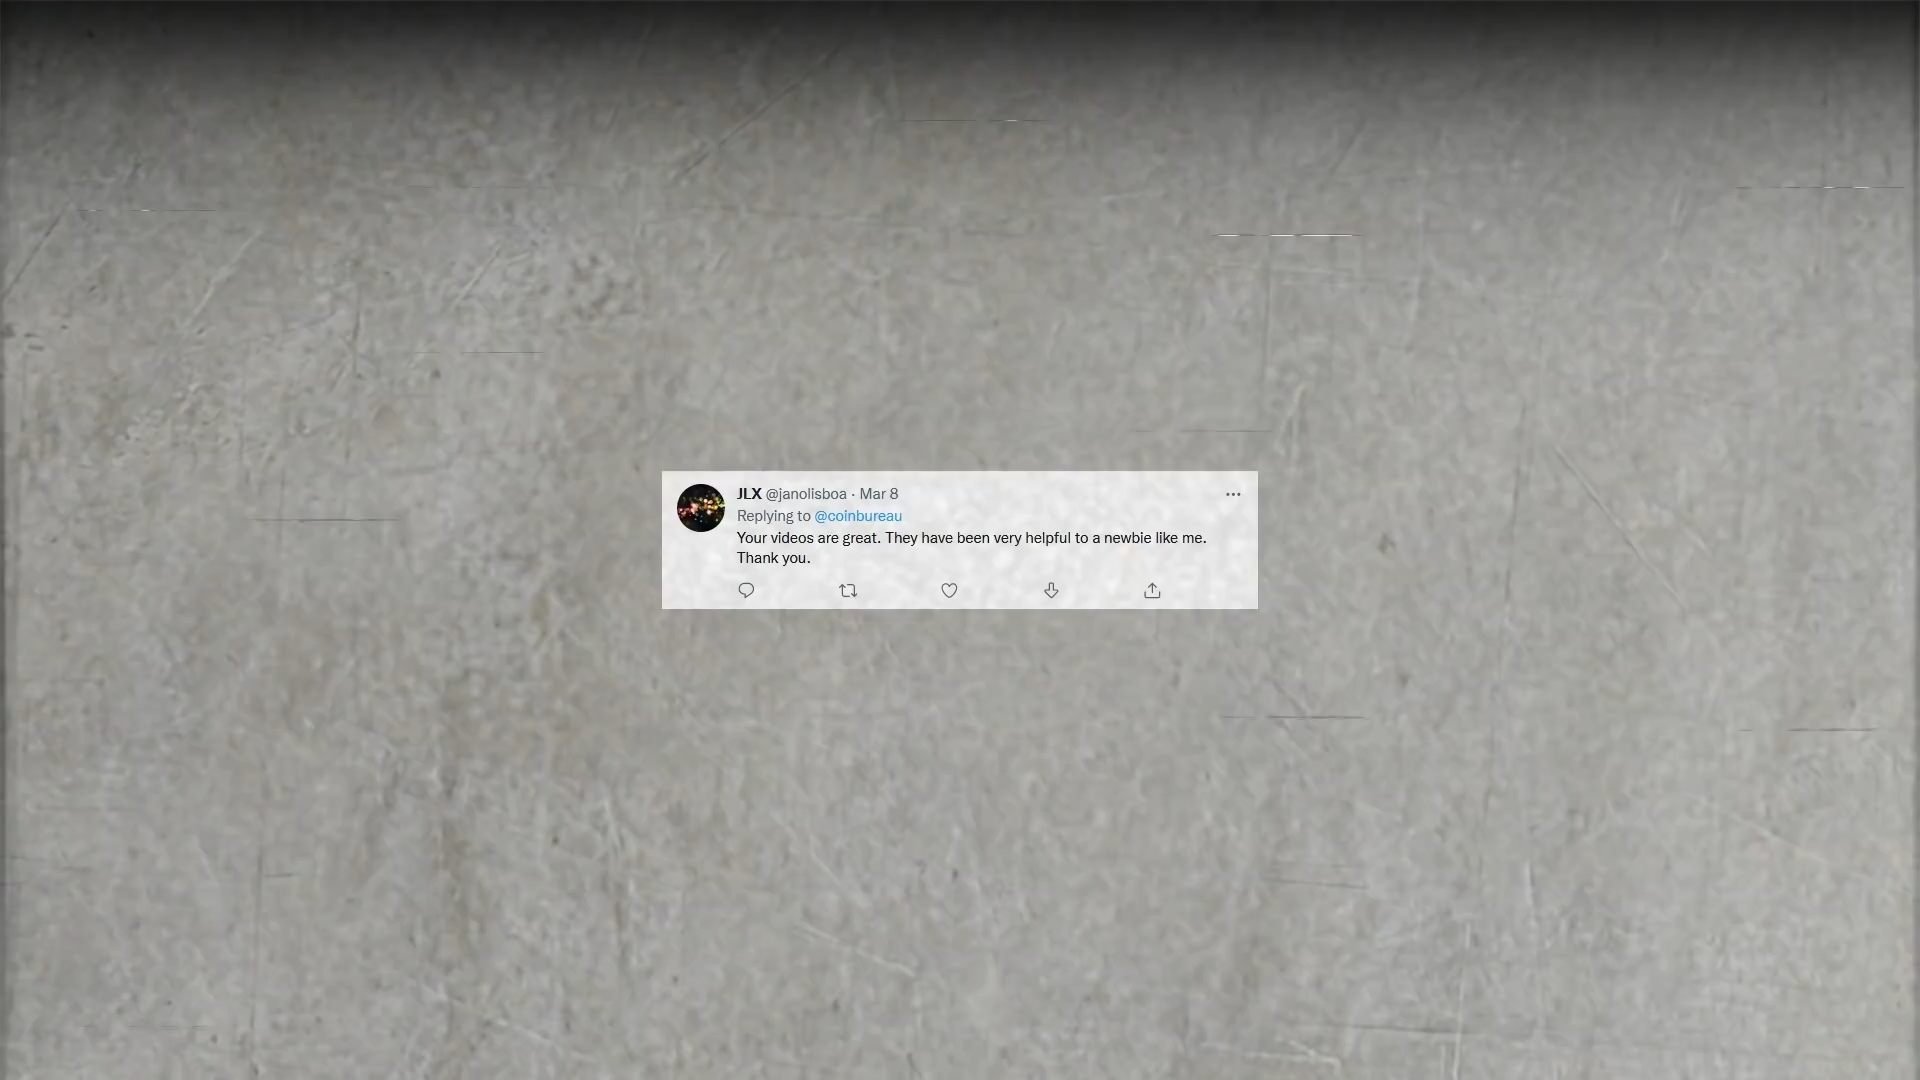 JLX @janolisboa · Mar 8
Replying to @coinbureau
Your videos are great. They have been very helpful to a newbie like me.
Thank you.